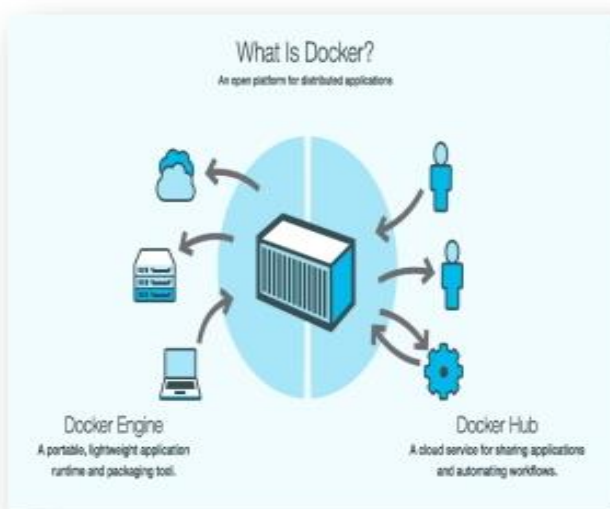 What Is Docker?
An open platform for distributed applications
Docker Engine
A portable, lightweight application
runtime and packaging tool.
Docker Hub
A cloud service for sharing applications
and automating workflows.